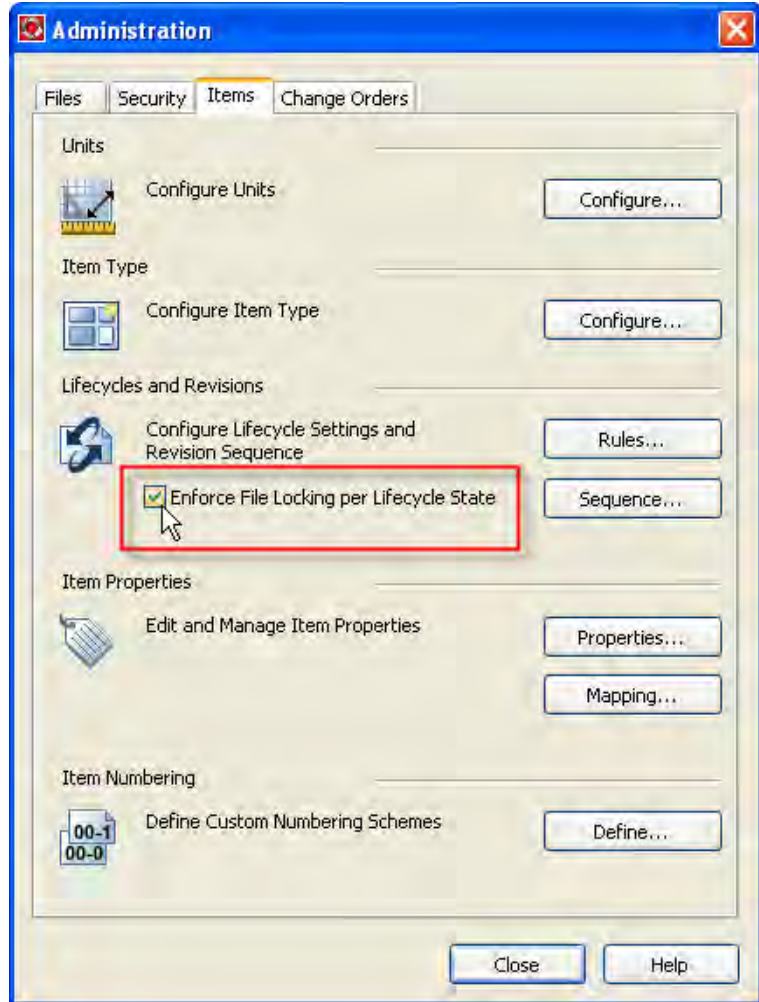 Administration
Files Security Items Change Orders
Units
Configure Units
Configure...
Item Type
Configure Item Type
Configure...
Lifecycles and Revisions
Configure Lifecycle Settings and
Revision Sequence
Rules...
Enforce File Locking per Lifecycle State
Sequence...
Item Properties
Edit and Manage Item Properties
Properties...
Mapping...
Item Numbering
00-1
00-0
Define Custom Numbering Schemes
Define...
Close Help